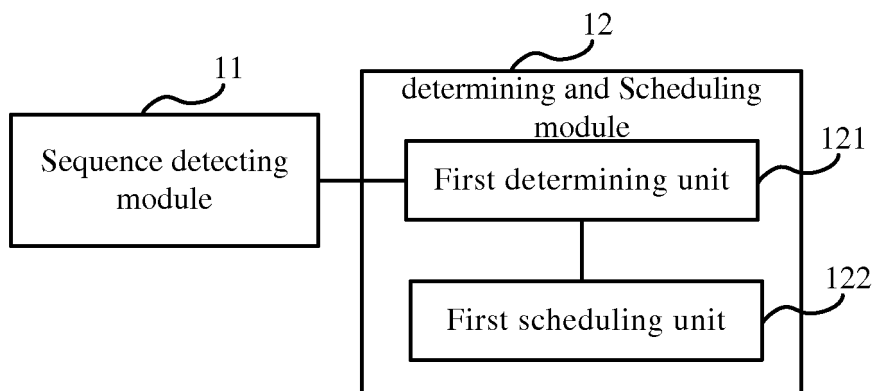 11
12
Sequence detecting
module
determining and Scheduling
module
121
First determining unit
122
First scheduling unit